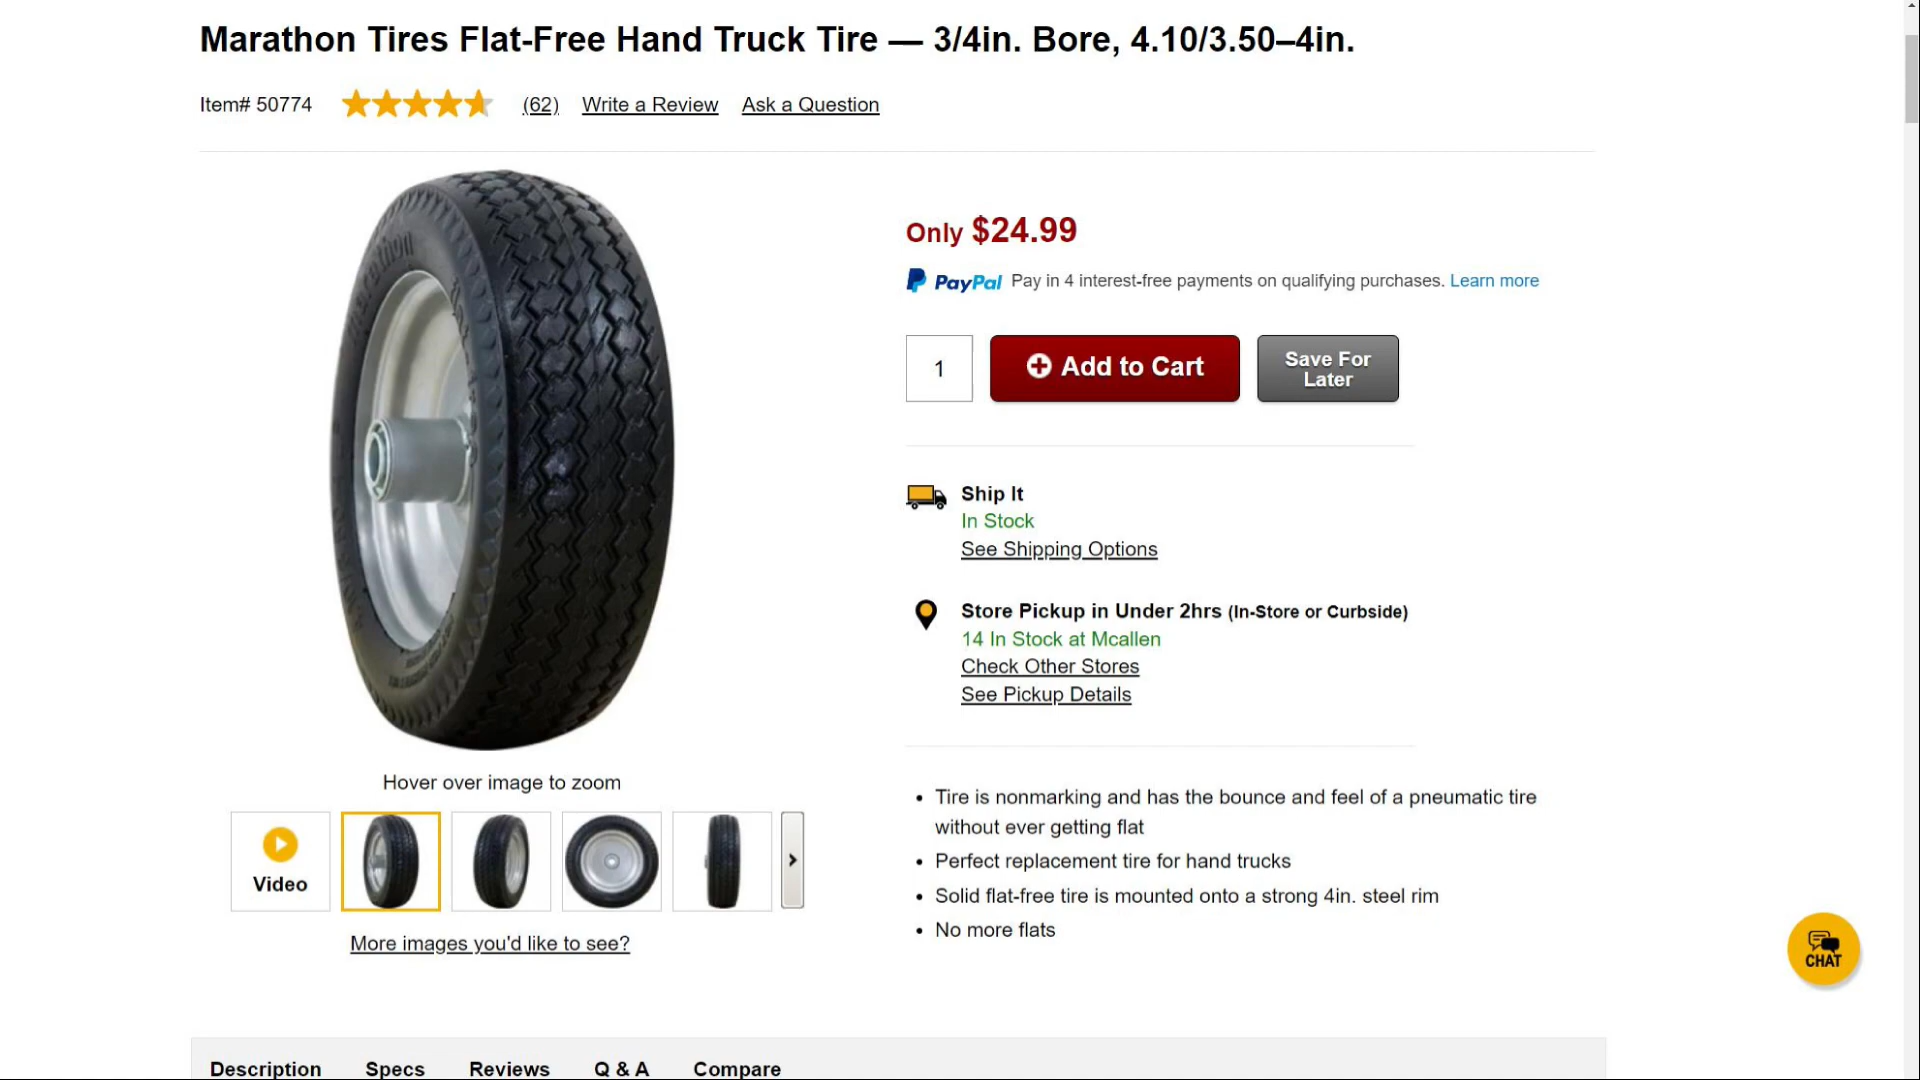 Marathon Tires Flat-Free Hand Truck Tire — 3/4in. Bore, 4.10/3.50–4in.
Item# 50774 (62) Write a Review Ask a Question
Only $24.99
PayPal Pay in 4 interest-free payments on qualifying purchases. Learn more
1 Add to Cart Save For
Later
Ship It
In Stock
See Shipping Options
Store Pickup in Under 2hrs (In-Store or Curbside)
14 In Stock at Mcallen
Check Other Stores
See Pickup Details
Hover over image to zoom
Video
More images you'd like to see?
Tire is nonmarking and has the bounce and feel of a pneumatic tire
without ever getting flat
Perfect replacement tire for hand trucks
Solid flat-free tire is mounted onto a strong 4in. steel rim
No more flats
CHAT
Description Specs Reviews Q & A Compare